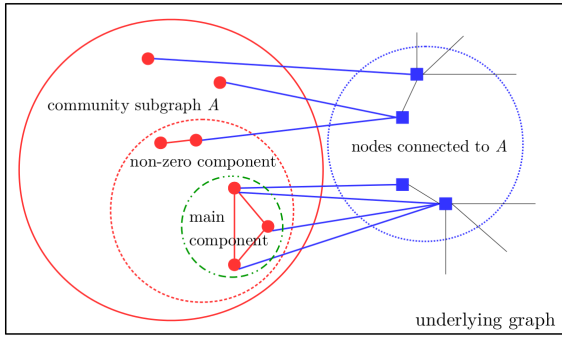 community subgraph A
nodes connected to A
non-zero component
main
component
underlying graph